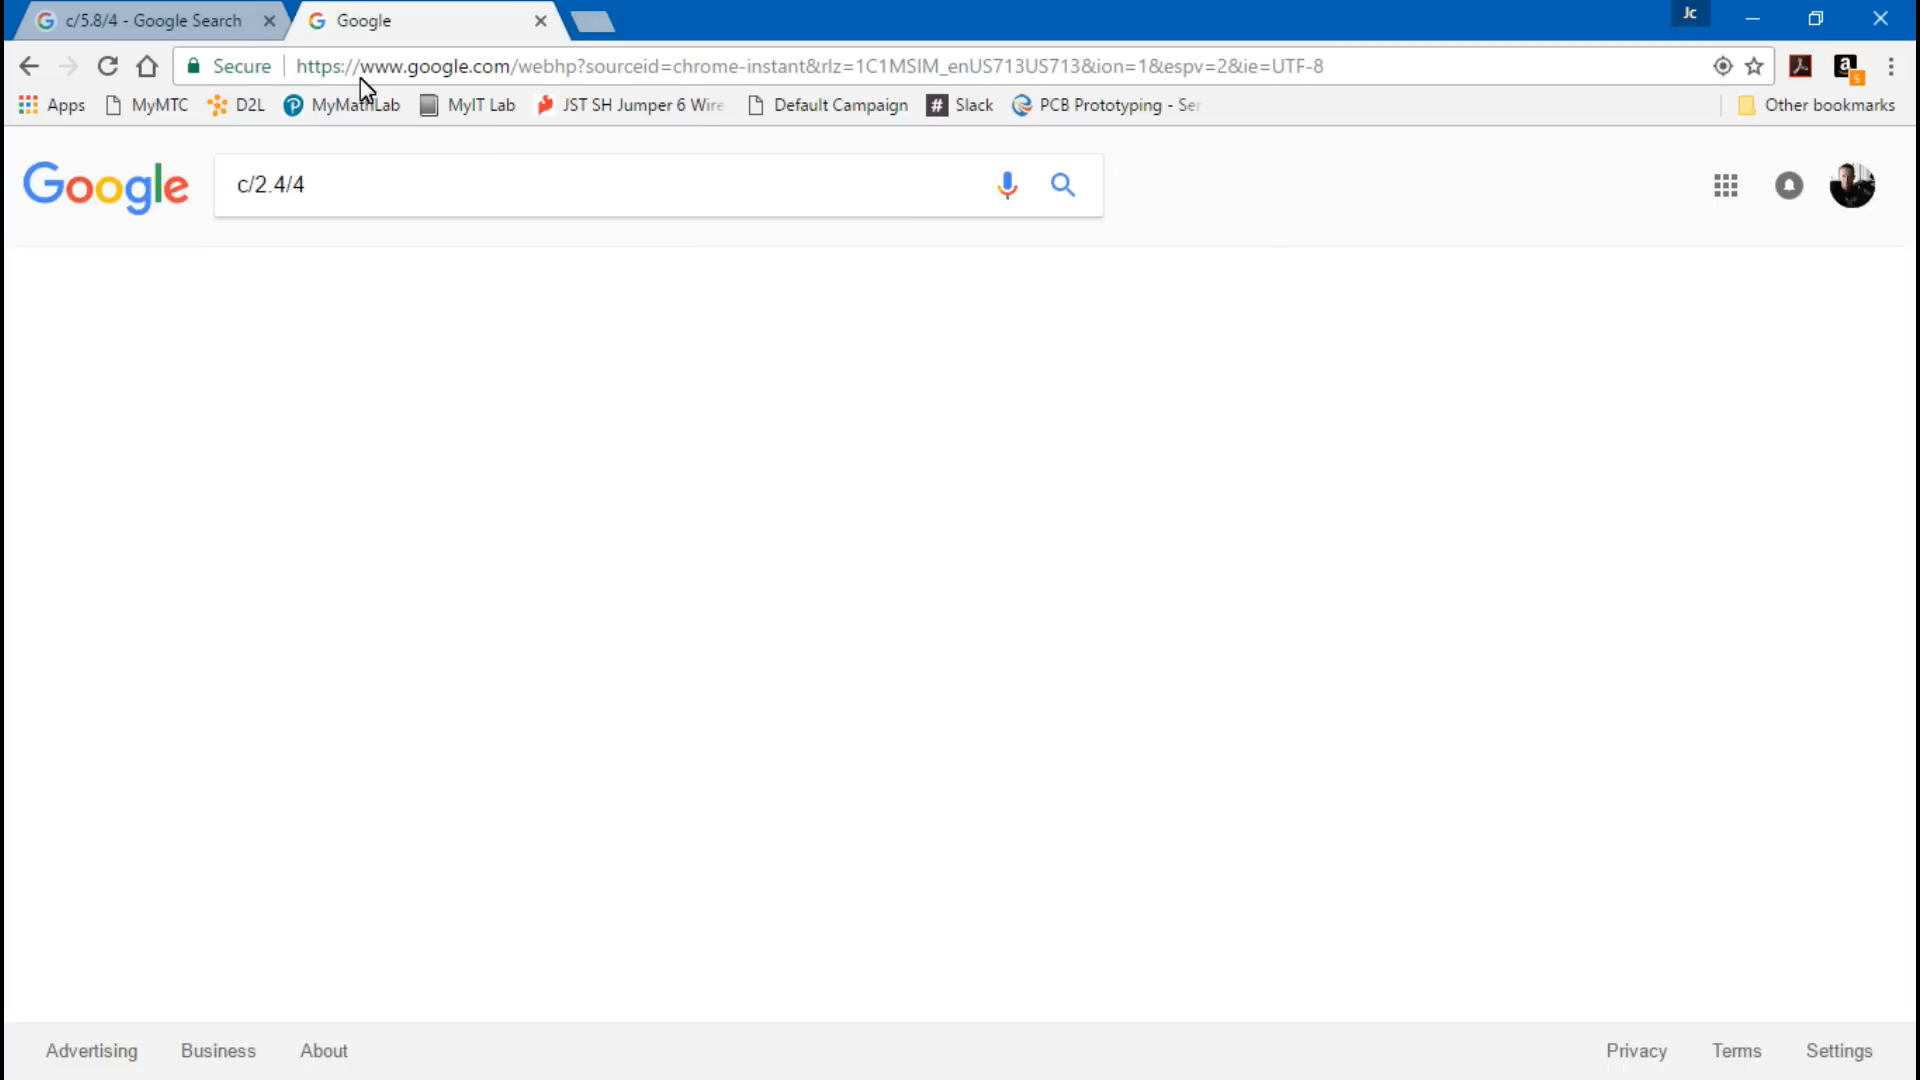 c/5.8/4 - Google Search
Google
Jc
Secure
https://www.google.com/webhp?sourceid=chrome-instant&rlz=1C1MSIM_enUS713US713&ion=1&espv=2&ie=UTF-8
Apps
MyMTC
D2L
MyMathLab
MyIT Lab
JST SH Jumper 6 Wire
Default Campaign
Slack
PCB Prototyping - Ser
Other bookmarks
Google
c/2.4/4
Advertising
Business
About
Privacy
Terms
Settings